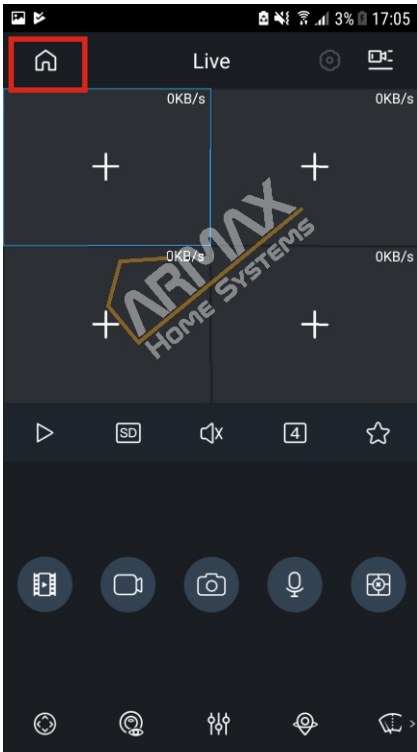 3% 17:05
Live
0KB/s 0KB/s
0KB/s 0KB/s
ARMAX
HOME SYSTEMS
SD 4